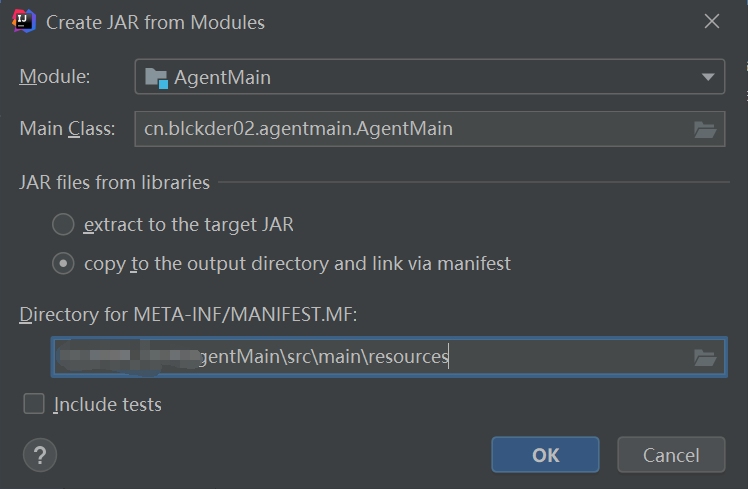 Create JAR from Modules
Module: AgentMain
Main Class: cn.blckder02.agentmain.AgentMain
JAR files from libraries
extract to the target JAR
copy to the output directory and link via manifest
Directory for META-INF/MANIFEST.MF:
gentMain\src\main\resources
Include tests
? OK Cancel